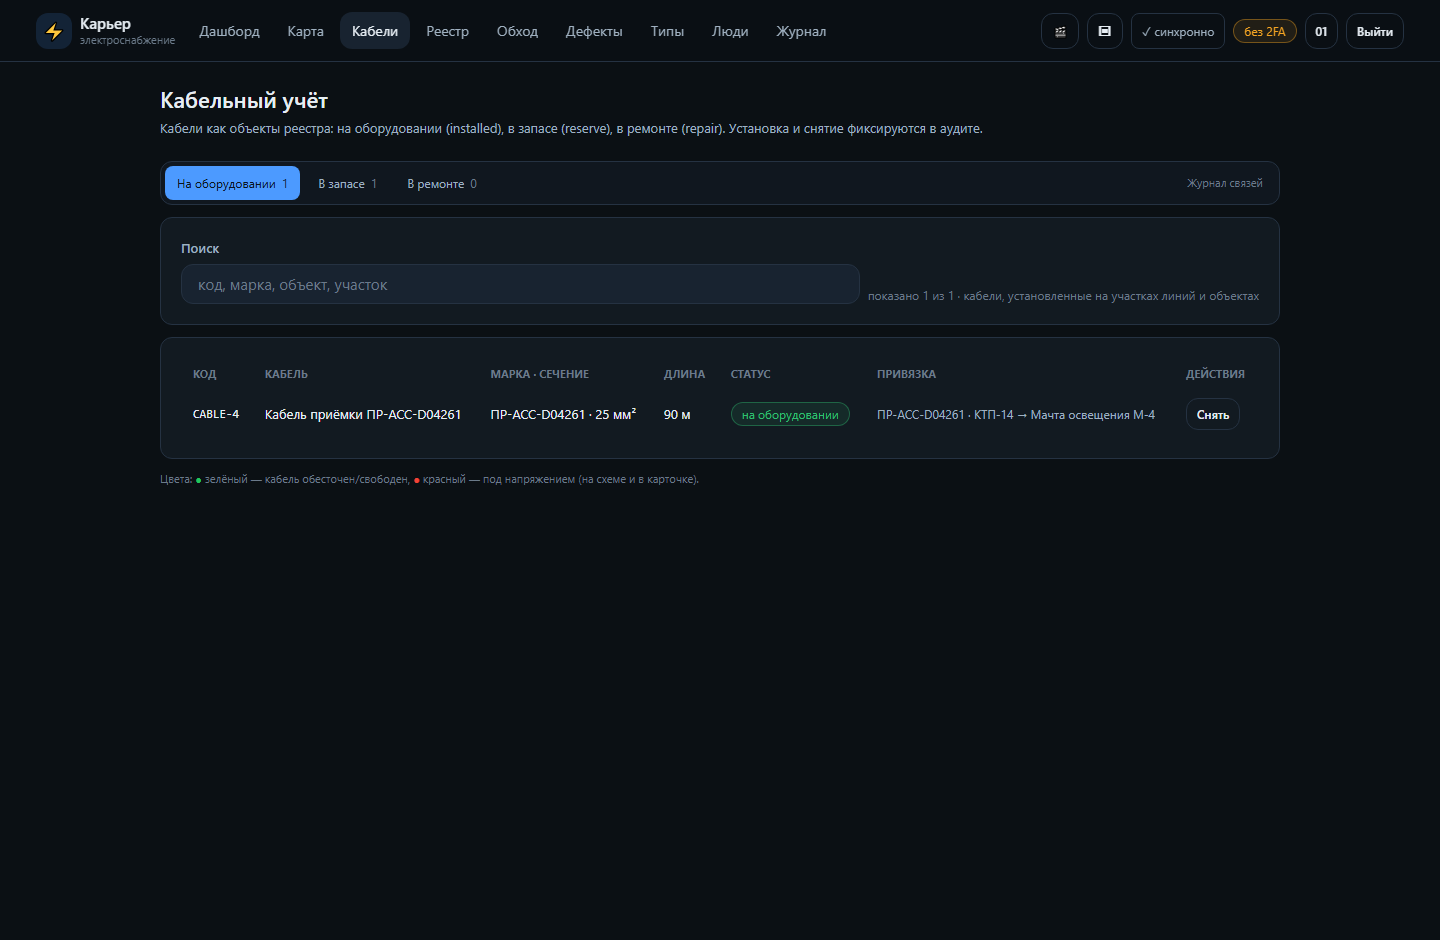 Карьер
электроснабжение
Дашборд Карта Кабели Реестр Обход Дефекты Типы Люди Журнал
✓ синхронно без 2FA 01 Выйти
Кабельный учёт
Кабели как объекты реестра: на оборудовании (installed), в запасе (reserve), в ремонте (repair). Установка и снятие фиксируются в аудите.
На оборудовании 1 В запасе 1 В ремонте 0 Журнал связей
Поиск
код, марка, объект, участок
показано 1 из 1 · кабели, установленные на участках линий и объектах
КОД КАБЕЛЬ МАРКА · СЕЧЕНИЕ ДЛИНА СТАТУС ПРИВЯЗКА ДЕЙСТВИЯ
CABLE-4 Кабель приёмки ПР-ACC-D04261 ПР-ACC-D04261 · 25 мм² 90 м на оборудовании ПР-ACC-D04261 · КТП-14 → Мачта освещения М-4 Снять
Цвета: ● зелёный — кабель обесточен/свободен, ● красный — под напряжением (на схеме и в карточке).